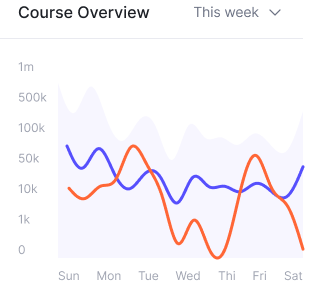 Course Overview This week
1m
500k
100k
50k
10k
1k
0
Sun Mon Tue Wed Thi Fri Sat